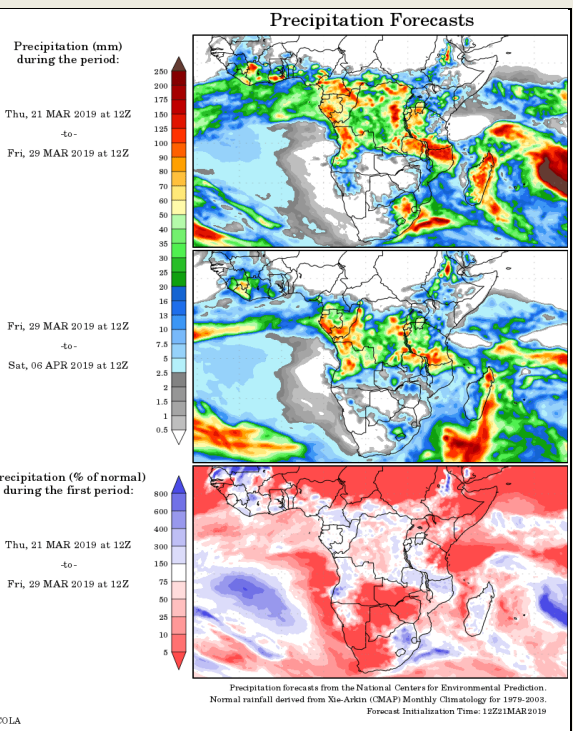 Precipitation Forecasts
Precipitation (mm)
during the period:
Thu, 21 MAR 2019 at 12Z
-to-
Fri, 29 MAR 2019 at 12Z
250
200
175
150
125
100
90
80
70
60
50
40
35
30
25
20
16
13
10
7.5
5
2.5
2
1.5
1
0.5
Fri, 29 MAR 2019 at 12Z
-to-
Sat, 06 APR 2019 at 12Z
recipitation (% of normal)
during the first period:
Thu, 21 MAR 2019 at 12Z
-to-
Fri, 29 MAR 2019 at 12Z
800
600
400
300
150
75
50
25
10
5
Precipitation forecasts from the National Centers for Environmental Prediction.
Normal rainfall derived from Xie-Arkin (CMAP) Monthly Climatology for 1979-2003.
Forecast Initialization Time: 12Z21MAR2019
COLA